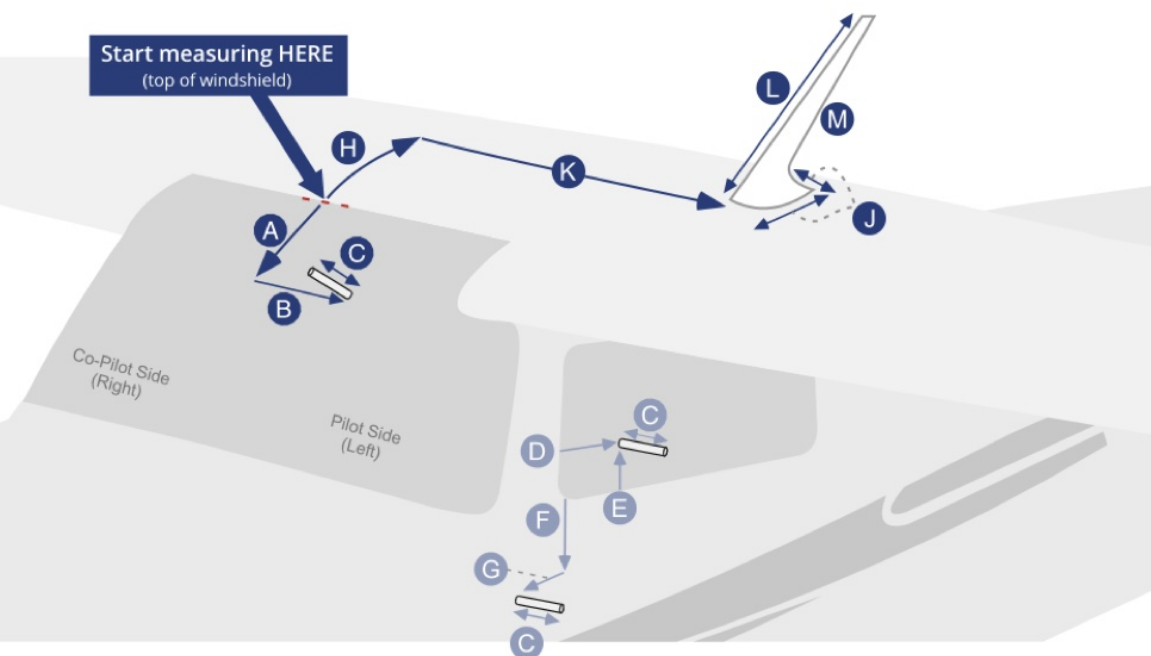 Start measuring HERE
(top of windshield)
L
M
H
K
J
A
C
B
Co-Pilot Side
(Right)
Pilot Side
(Left)
C
D
E
F
G
C